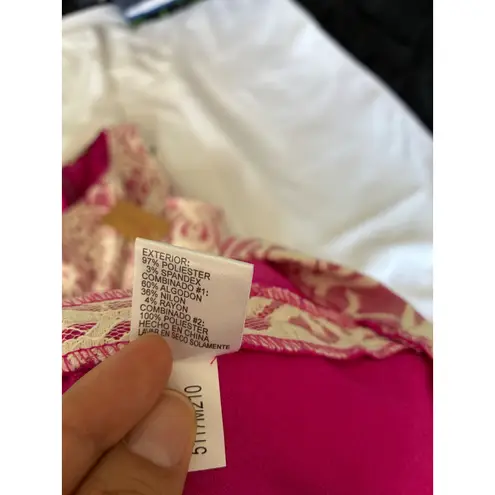 EXTERIOR:
97% POLIESTER
3% SPANDEX
COMBINADO #1:
60% ALGODON
36% NILON
4% RAYON
COMBINADO #2:
100% POLIESTER
HECHO EN CHINA
LAVAR EN SECO SOLAMENTE
5117M210